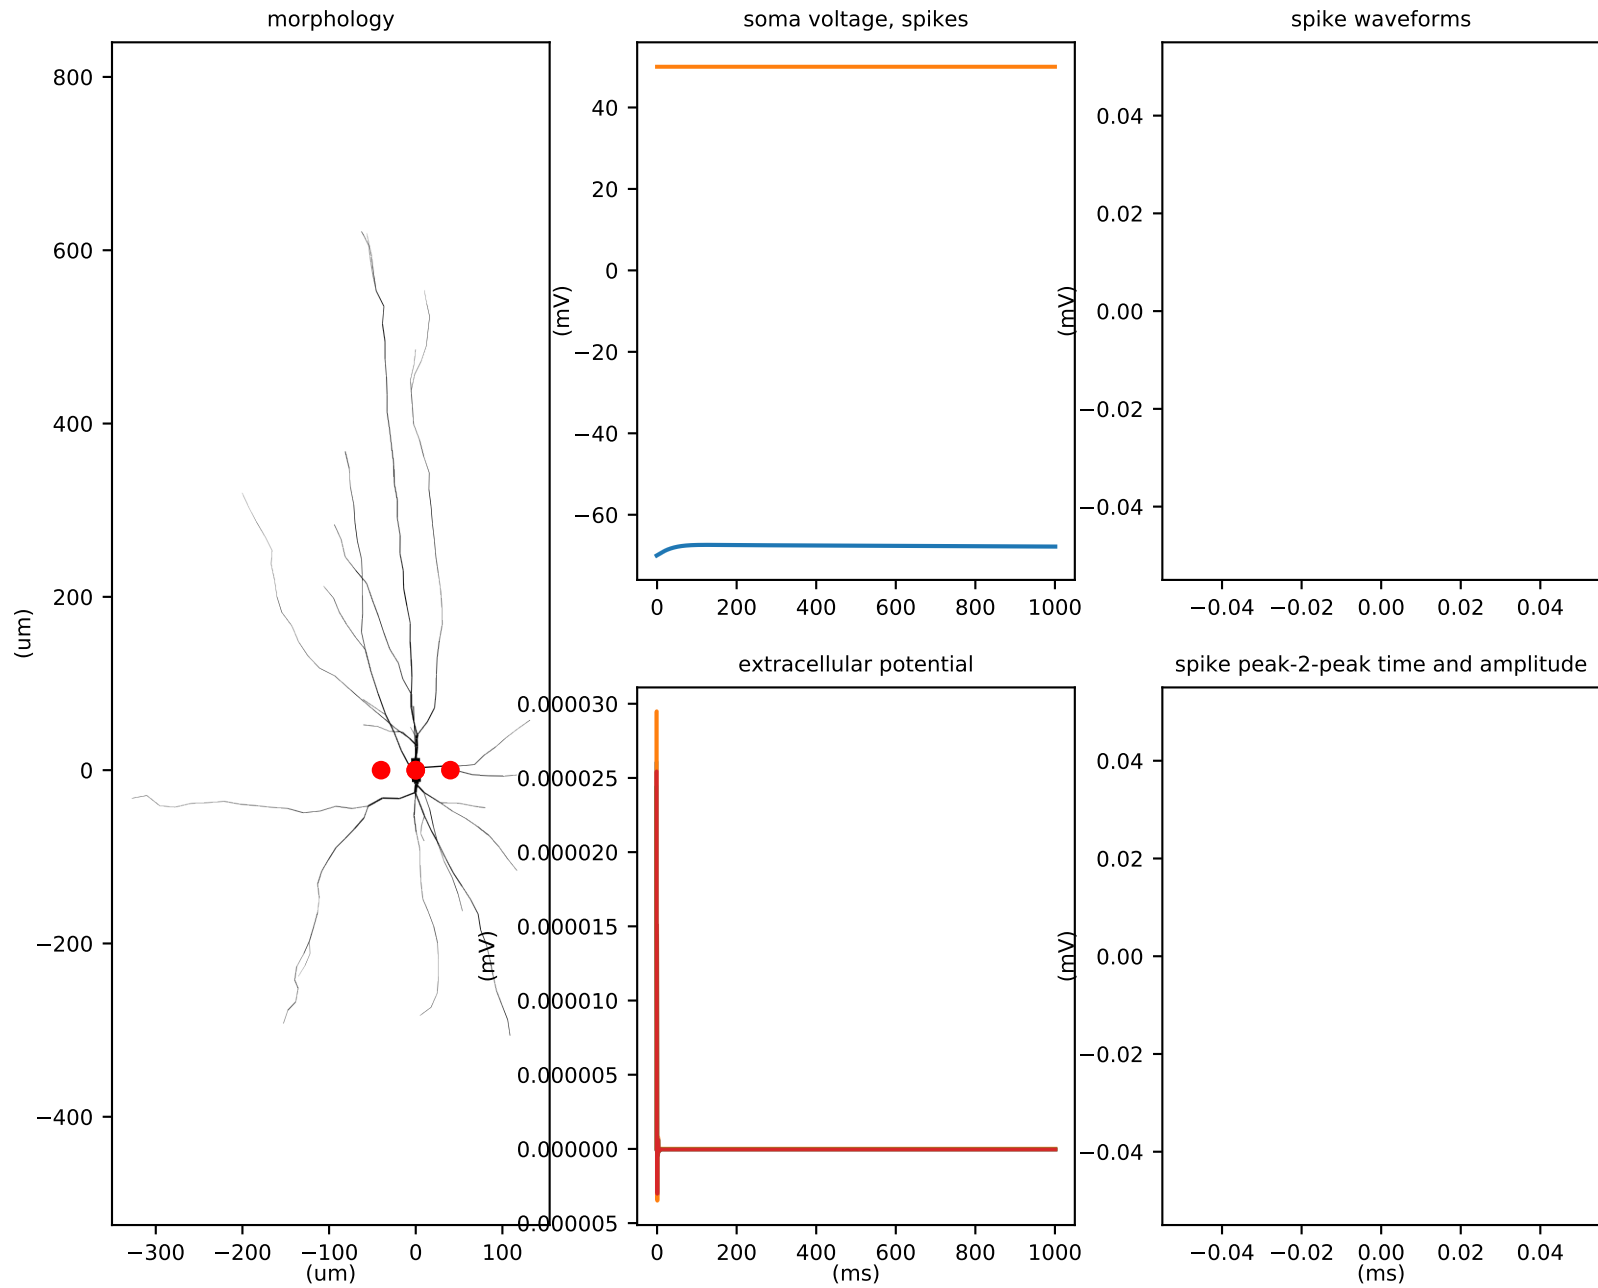 morphology
800
600
400
200
0
−200
−400
(um)
−300 −200 −100 0 100
(um)
soma voltage, spikes
40
20
0
−20
−40
−60
(mV)
0 200 400 600 800 1000
spike waveforms
0.04
0.02
0.00
−0.02
−0.04
(mV)
−0.04 −0.02 0.00 0.02 0.04
extracellular potential
0.000030
0.000025
0.000020
0.000015
0.000010
0.000005
0.000000
0.000005
(mV)
0 200 400 600 800 1000
(ms)
spike peak-2-peak time and amplitude
0.04
0.02
0.00
−0.02
−0.04
(mV)
−0.04 −0.02 0.00 0.02 0.04
(ms)